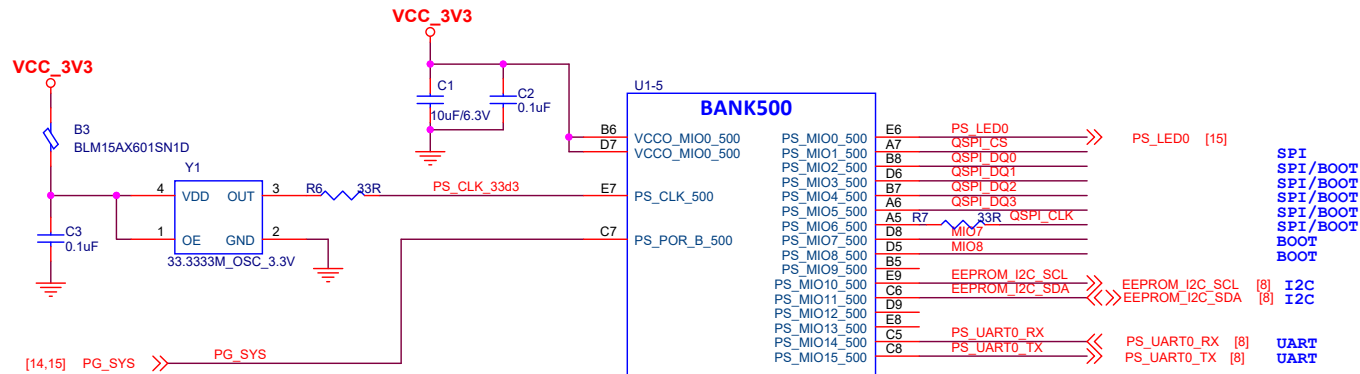 VCC_3V3
VCC_3V3
B3
BLM15AX601SN1D
C1
10uF/6.3V
C2
0.1uF
Y1
4 VDD OUT 3
1 OE GND 2
33.3333M_OSC_3.3V
C3
0.1uF
R6 33R
PS_CLK_33d3
[14,15] PG_SYS
PG_SYS
U1-5
BANK500
B6 VCCO_MIO0_500
D7 VCCO_MIO0_500
E7 PS_CLK_500
C7 PS_POR_B_500
PS_MIO0_500 E6 PS_LED0 PS_LED0 [15]
PS_MIO1_500 A7 QSPI_CS SPI
PS_MIO2_500 B8 QSPI_DQ0 SPI/BOOT
PS_MIO3_500 D6 QSPI_DQ1 SPI/BOOT
PS_MIO4_500 B7 QSPI_DQ2 SPI/BOOT
PS_MIO5_500 A6 QSPI_DQ3 SPI/BOOT
PS_MIO6_500 A5 R7 33R QSPI_CLK SPI/BOOT
PS_MIO7_500 D8 MIO7 BOOT
PS_MIO8_500 D5 MIO8 BOOT
PS_MIO9_500 B5
PS_MIO10_500 E9 EEPROM_I2C_SCL EEPROM_I2C_SCL [8] I2C
PS_MIO11_500 C6 EEPROM_I2C_SDA EEPROM_I2C_SDA [8] I2C
PS_MIO12_500 D9
PS_MIO13_500 E8
PS_MIO14_500 C5 PS_UART0_RX PS_UART0_RX [8] UART
PS_MIO15_500 C8 PS_UART0_TX PS_UART0_TX [8] UART